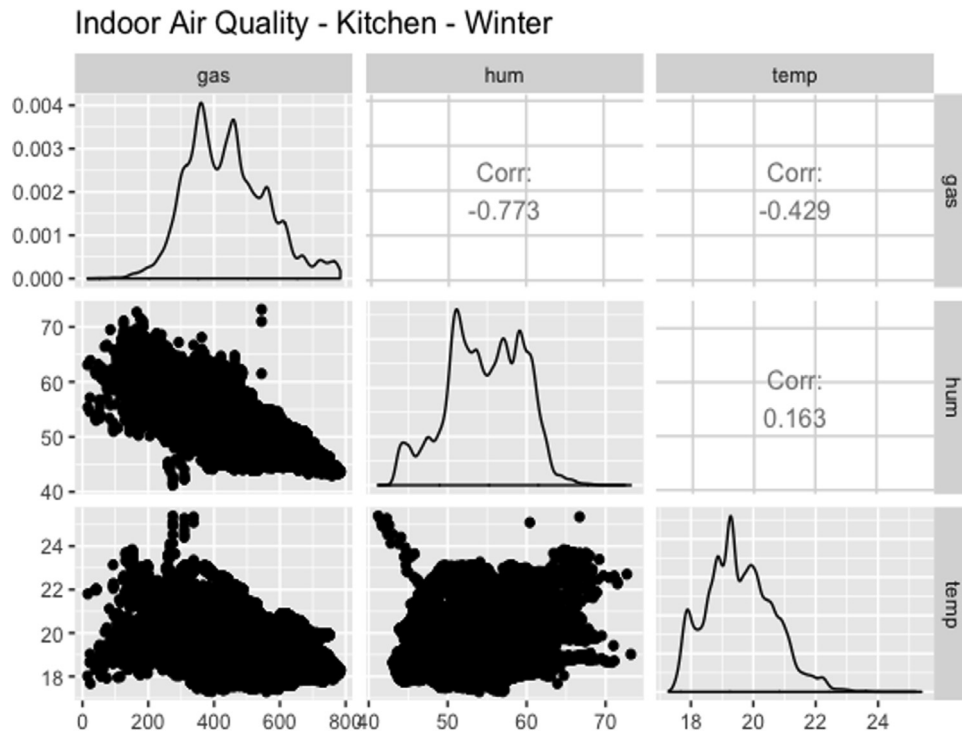 Indoor Air Quality - Kitchen - Winter
gas
hum
temp
0.004
0.003
0.002
0.001
0.000
Corr:
-0.773
Corr:
-0.429
gas
70
60
50
40
Corr:
0.163
hum
24
22
20
18
temp
0
200
400
600
800
40
50
60
70
18
20
22
24